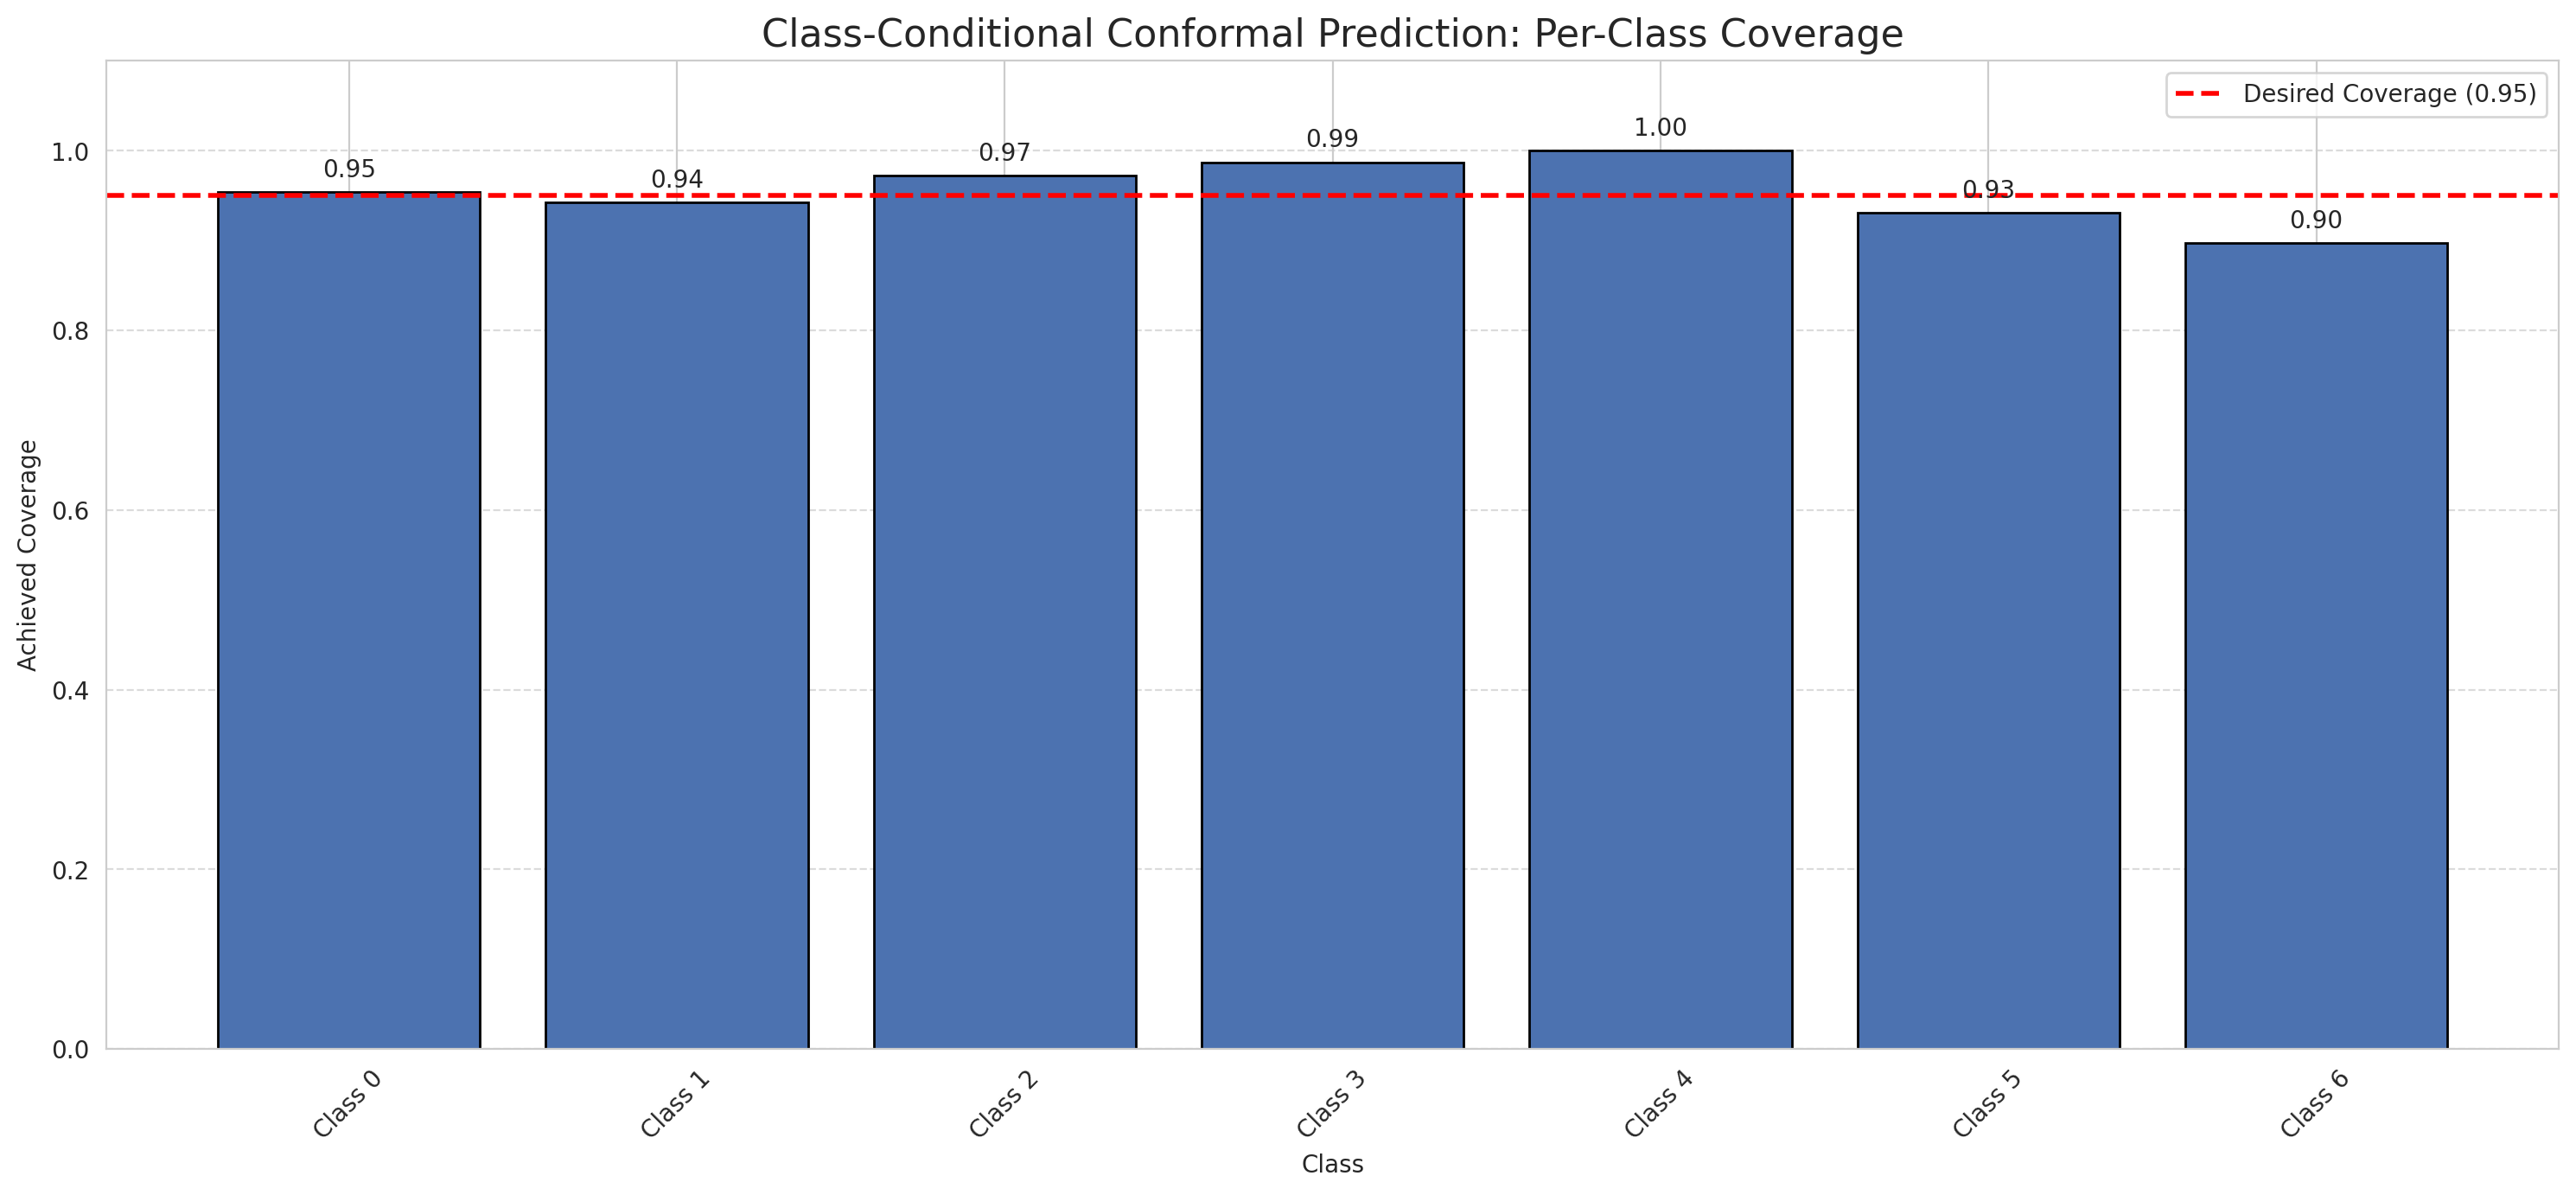 Class-Conditional Conformal Prediction: Per-Class Coverage
Desired Coverage (0.95)
Achieved Coverage
1.0
0.8
0.6
0.4
0.2
0.0
0.95
0.94
0.97
0.99
1.00
0.93
0.90
Class 0
Class 1
Class 2
Class 3
Class 4
Class 5
Class 6
Class